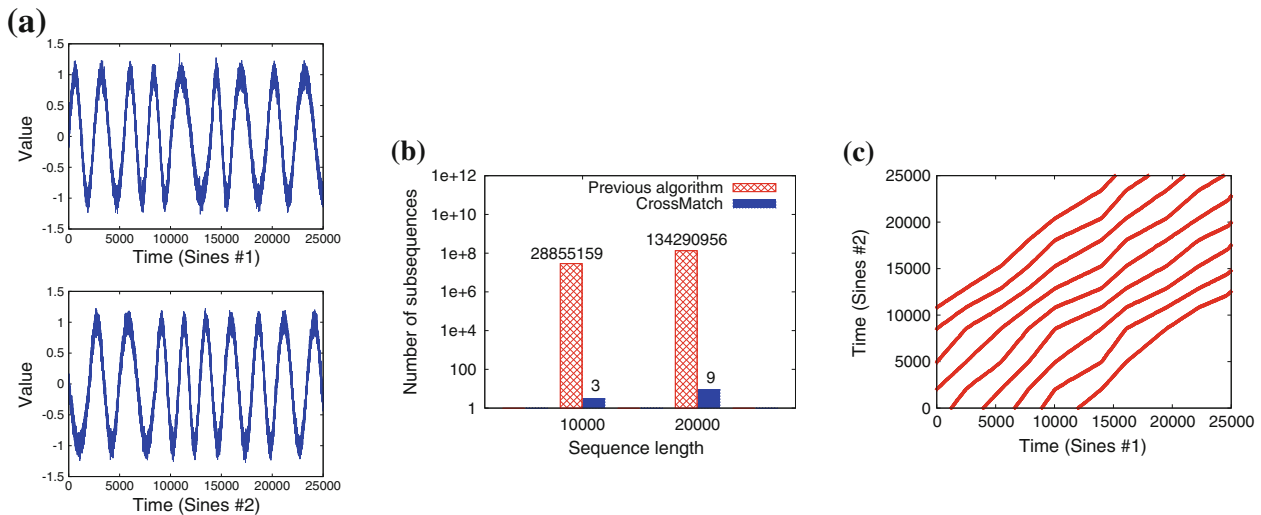 (a)
1.5
1
0.5
0
-0.5
-1
-1.5
Value
0 5000 10000 15000 20000 25000
Time (Sines #1)
1.5
1
0.5
0
-0.5
-1
-1.5
Value
0 5000 10000 15000 20000 25000
Time (Sines #2)
(b)
1e+12
1e+10
1e+8
1e+6
1e+4
100
1
Number of subsequences
Previous algorithm
CrossMatch
28855159
134290956
3
9
10000 20000
Sequence length
(c)
25000
20000
15000
10000
5000
0
Time (Sines #2)
0 5000 10000 15000 20000 25000
Time (Sines #1)